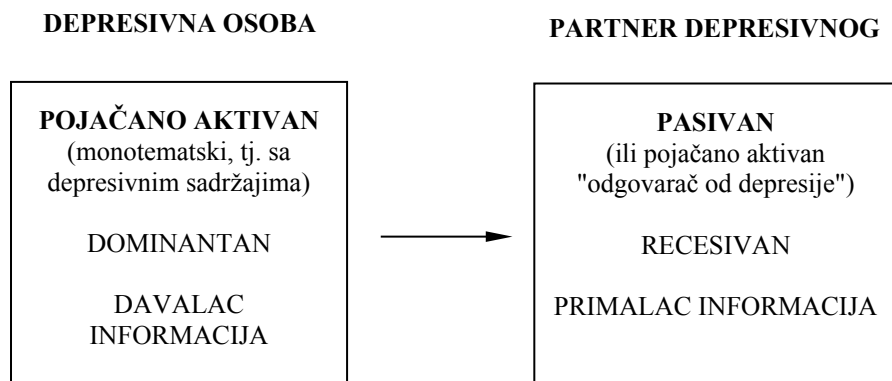 DEPRESIVNA OSOBA
POJAČANO AKTIVAN
(monotematski, tj. sa
depresivnim sadržajima)
DOMINANTAN
DAVALAC
INFORMACIJA
PARTNER DEPRESIVNOG
PASIVAN
(ili pojačano aktivan
"odgovarač od depresije")
RECESIVAN
PRIMALAC INFORMACIJA